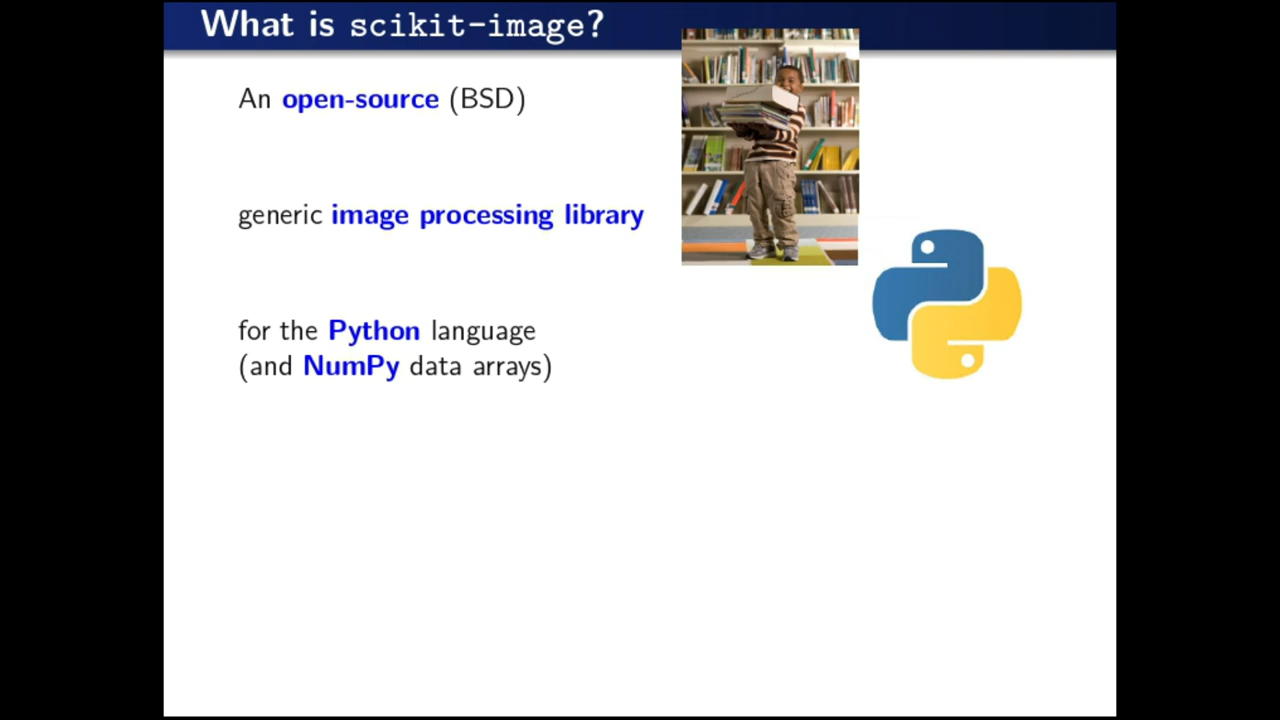 What is scikit-image?
An open-source (BSD)
generic image processing library
for the Python language
(and NumPy data arrays)